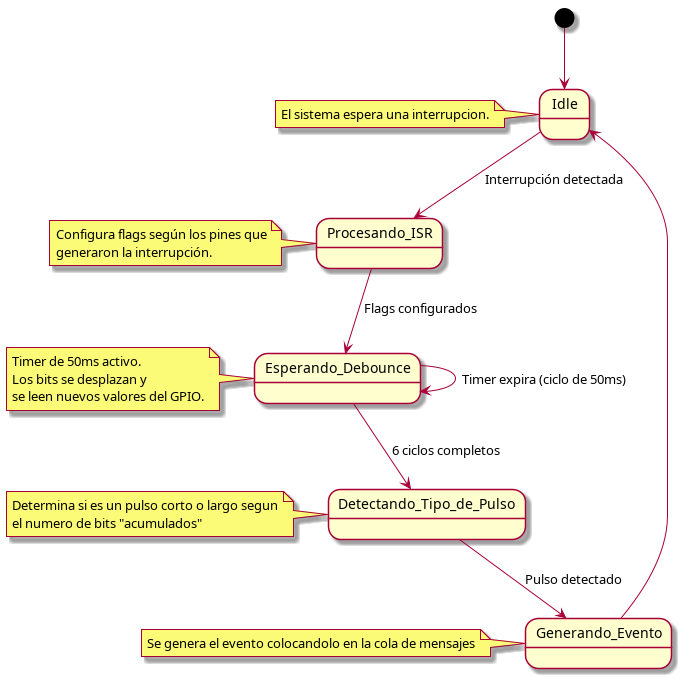 Idle
El sistema espera una interrupcion.
Interrupción detectada
Procesando_ISR
Configura flags según los pines que
generaron la interrupción.
Flags configurados
Esperando_Debounce
Timer de 50ms activo.
Los bits se desplazan y
se leen nuevos valores del GPIO.
Timer expira (ciclo de 50ms)
6 ciclos completos
Detectando_Tipo_de_Pulso
Determina si es un pulso corto o largo segun
el numero de bits "acumulados"
Pulso detectado
Generando_Evento
Se genera el evento colocandolo en la cola de mensajes